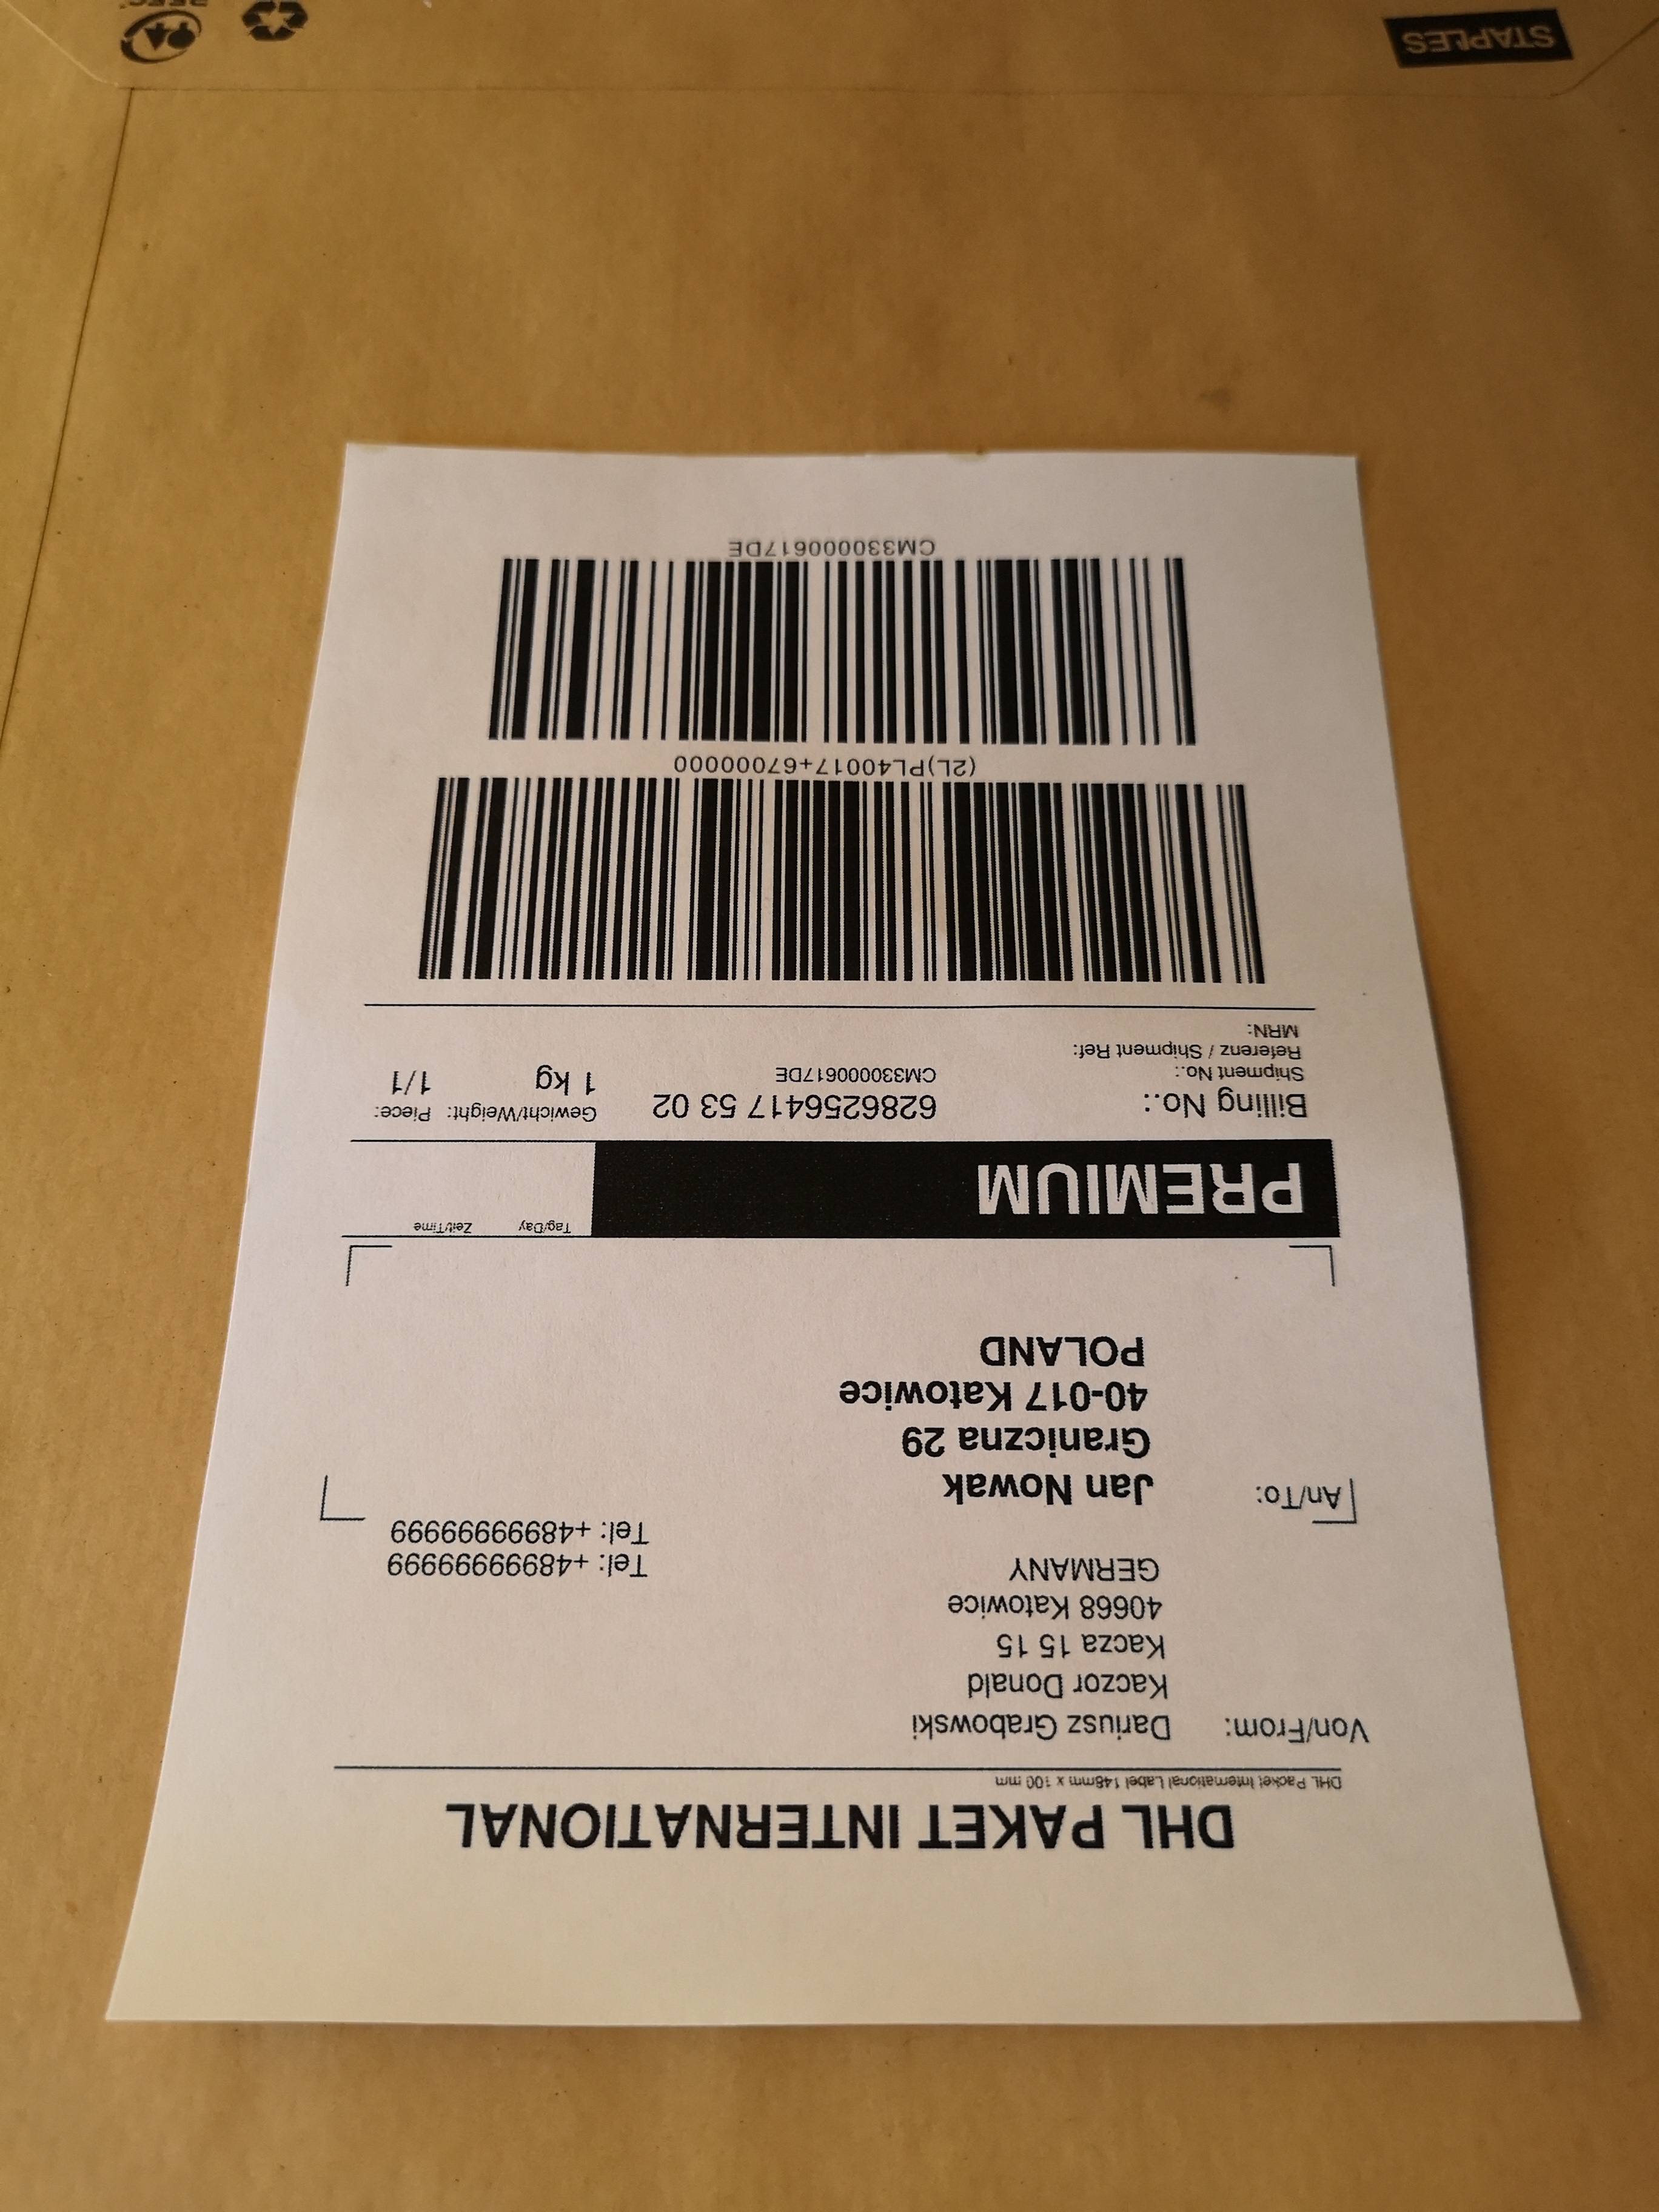 DHL PAKET INTERNATIONAL
DHL Packet International Label 148mm x 100 mm
Von/From:
Dariusz Grabowski
Kaczor Donald
Kacza 15 15
40668 Katowice
GERMANY
Tel: +48999999999
Tel: +48999999999
An/To:
Jan Nowak
Graniczna 29
40-017 Katowice
POLAND
PREMIUM
Tag/Day Zeit/Time
Billing No.: 6286256417 53 02
Gewicht/Weight: Piece:
1 kg 1/1
Shipment No.: CM330000617DE
Referenz / Shipment Ref:
MRN:
(2L)PL40017+67000000
CM330000617DE
STAPLES